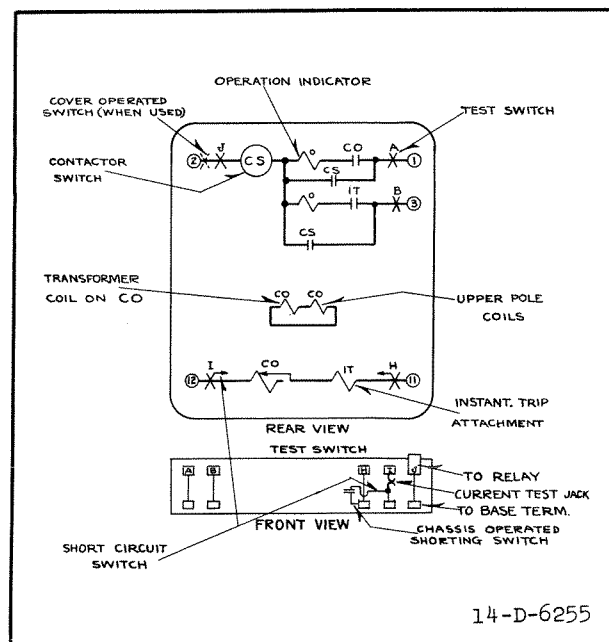 OPERATION INDICATOR
COVER OPERATED
SWITCH (WHEN USED)
TEST SWITCH
J
CO
A
2
CS
O
1
CONTACTOR
SWITCH
CS
IT
B
O
3
CS
TRANSFORMER
COIL ON CO
CO
CO
UPPER POLE
COILS
I
CO
IT
H
12
11
INSTANT. TRIP
ATTACHMENT
REAR VIEW
TEST SWITCH
A
B
H
I
J
TO RELAY
CURRENT TEST JACK
TO BASE TERM.
FRONT VIEW
CHASSIS OPERATED
SHORTING SWITCH
SHORT CIRCUIT
SWITCH
14-D-6255